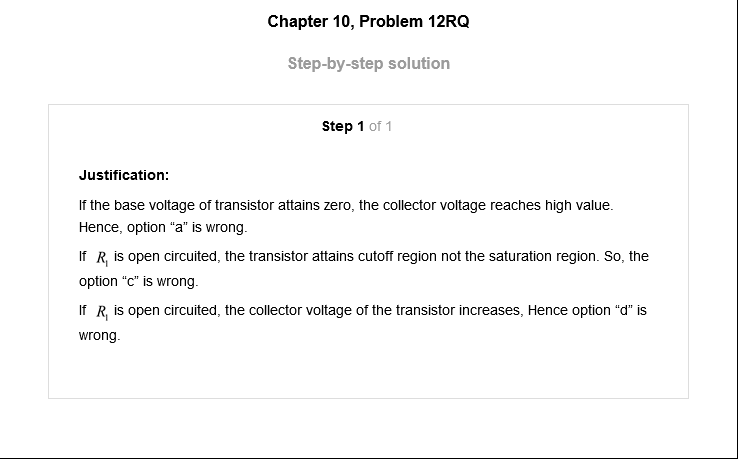 Chapter 10, Problem 12RQ
Step-by-step solution
Step 1 of 1
Justification:
If the base voltage of transistor attains zero, the collector voltage reaches high value.
Hence, option “a” is wrong.
If R₁ is open circuited, the transistor attains cutoff region not the saturation region. So, the
option “c” is wrong.
If R₁ is open circuited, the collector voltage of the transistor increases, Hence option “d” is
wrong.